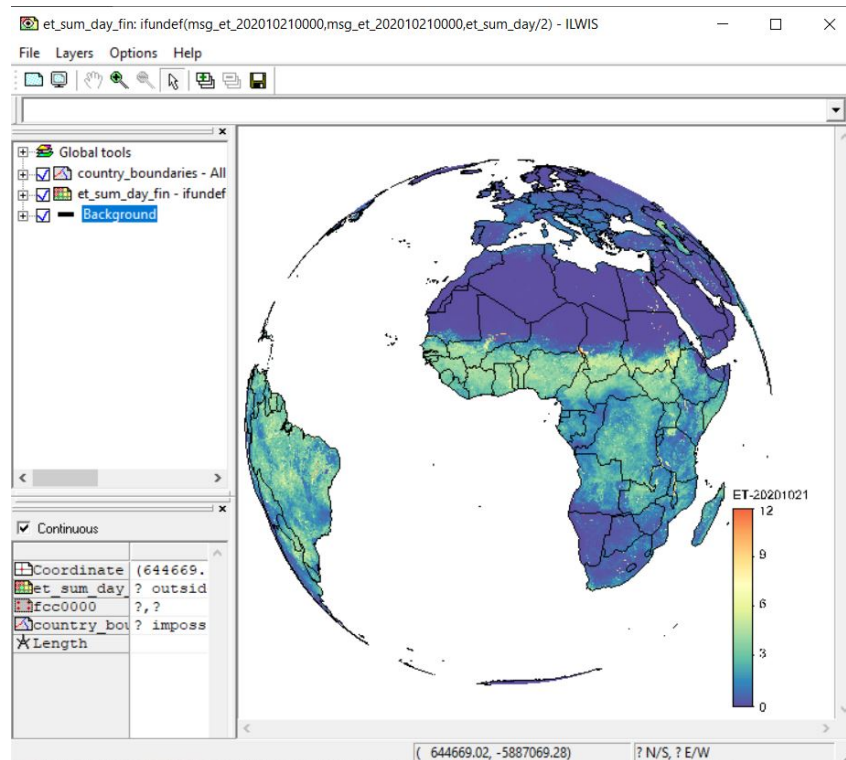 et_sum_day_fin: ifundef(msg_et_202010210000,msg_et_202010210000,et_sum_day/2) - ILWIS
File Layers Options Help
Global tools
country_boundaries - All
et_sum_day_fin - ifundef
Background
Continuous
Coordinate (644669.
et_sum_day_ ? outsid
fcc0000 ?,?
country_bou ? imposs
Length
ET-20201021
12
9
6
3
0
( 644669.02, -5887069.28) ? N/S, ? E/W